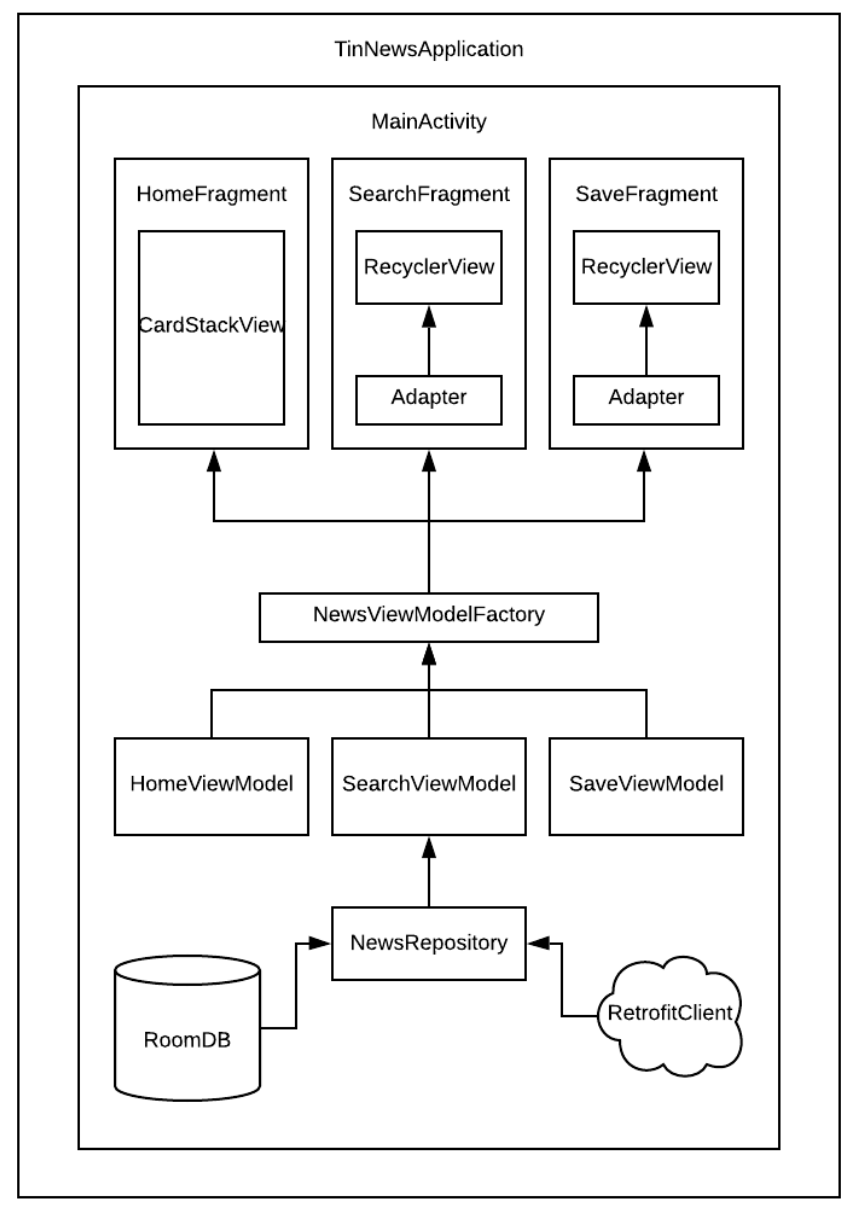 TinNewsApplication
MainActivity
HomeFragment
SearchFragment
SaveFragment
CardStackView
RecyclerView
RecyclerView
Adapter
Adapter
NewsViewModelFactory
HomeViewModel
SearchViewModel
SaveViewModel
NewsRepository
RoomDB
RetrofitClient